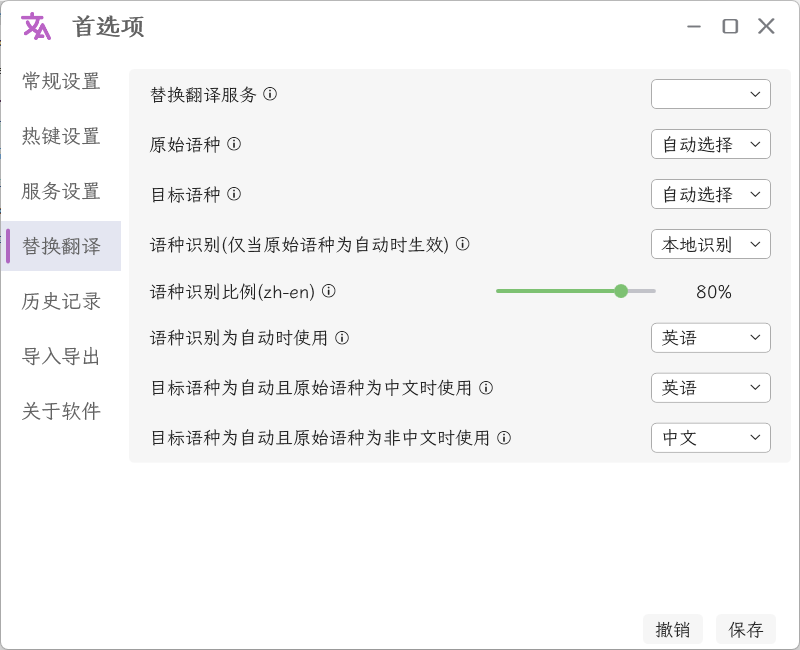 首选项
常规设置
热键设置
服务设置
替换翻译
历史记录
导入导出
关于软件
替换翻译服务
原始语种 自动选择
目标语种 自动选择
语种识别(仅当原始语种为自动时生效) 本地识别
语种识别比例(zh-en) 80%
语种识别为自动时使用 英语
目标语种为自动且原始语种为中文时使用 英语
目标语种为自动且原始语种为非中文时使用 中文
撤销 保存